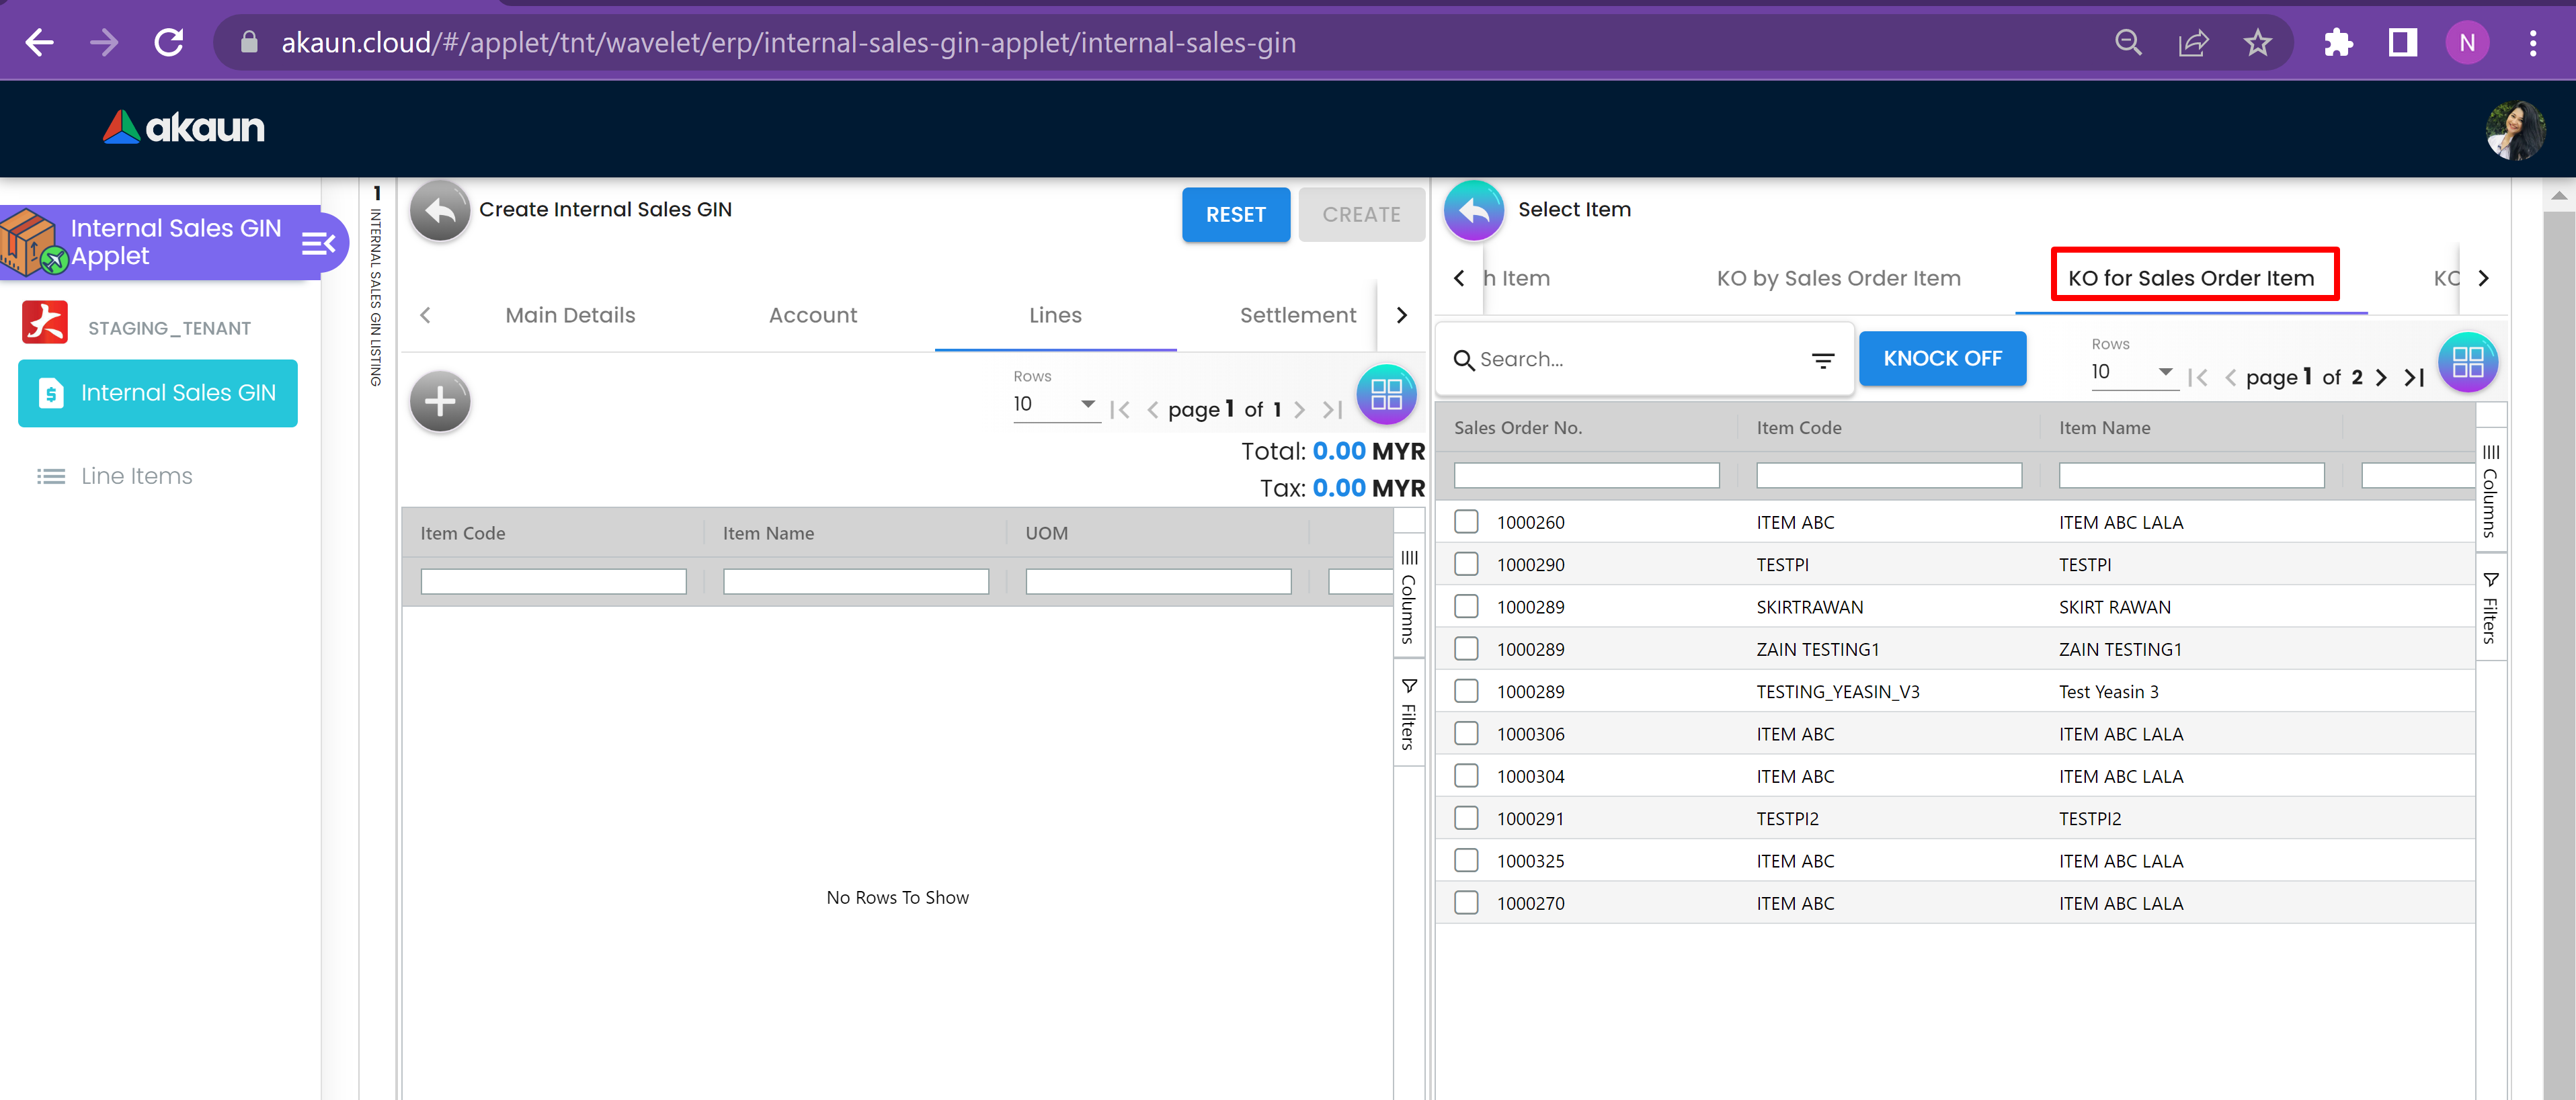 akaun.cloud/#/applet/tnt/wavelet/erp/internal-sales-gin-applet/internal-sales-gin
N
akaun
Internal Sales GIN
Applet
STAGING_TENANT
Internal Sales GIN
Line Items
1 INTERNAL SALES GIN LISTING
Create Internal Sales GIN
RESET
CREATE
Main Details
Account
Lines
Settlement
Rows
10
page 1 of 1
Total: 0.00 MYR
Tax: 0.00 MYR
Item Code
Item Name
UOM
Columns
Filters
No Rows To Show
Select Item
h Item
KO by Sales Order Item
KO for Sales Order Item
KO
Search...
KNOCK OFF
Rows
10
page 1 of 2
Sales Order No.
Item Code
Item Name
1000260 ITEM ABC ITEM ABC LALA
1000290 TESTPI TESTPI
1000289 SKIRTRAWAN SKIRT RAWAN
1000289 ZAIN TESTING1 ZAIN TESTING1
1000289 TESTING_YEASIN_V3 Test Yeasin 3
1000306 ITEM ABC ITEM ABC LALA
1000304 ITEM ABC ITEM ABC LALA
1000291 TESTPI2 TESTPI2
1000325 ITEM ABC ITEM ABC LALA
1000270 ITEM ABC ITEM ABC LALA
Columns
Filters